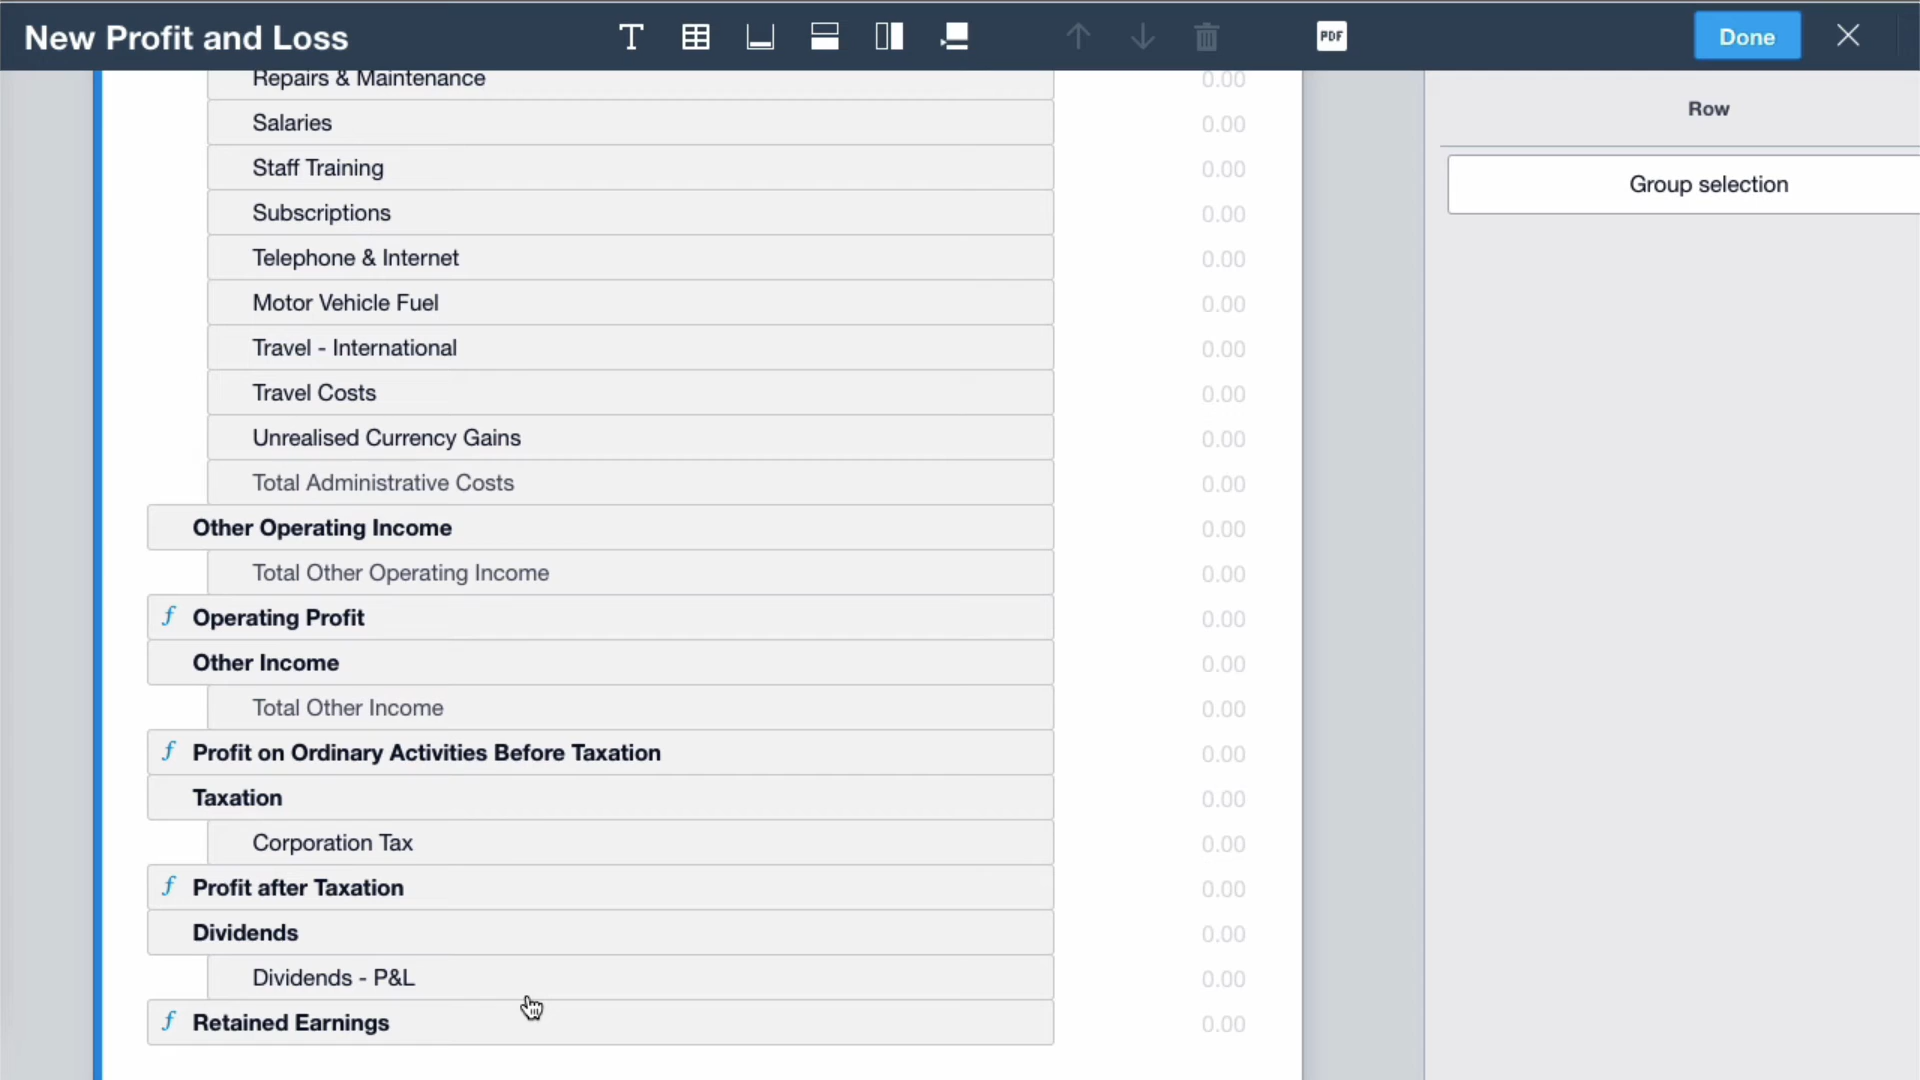 New Profit and Loss
PDF
Done
Row
Group selection
Repairs & Maintenance 0.00
Salaries 0.00
Staff Training 0.00
Subscriptions 0.00
Telephone & Internet 0.00
Motor Vehicle Fuel 0.00
Travel - International 0.00
Travel Costs 0.00
Unrealised Currency Gains 0.00
Total Administrative Costs 0.00
Other Operating Income 0.00
Total Other Operating Income 0.00
f Operating Profit 0.00
Other Income 0.00
Total Other Income 0.00
f Profit on Ordinary Activities Before Taxation 0.00
Taxation 0.00
Corporation Tax 0.00
f Profit after Taxation 0.00
Dividends 0.00
Dividends - P&L 0.00
f Retained Earnings 0.00